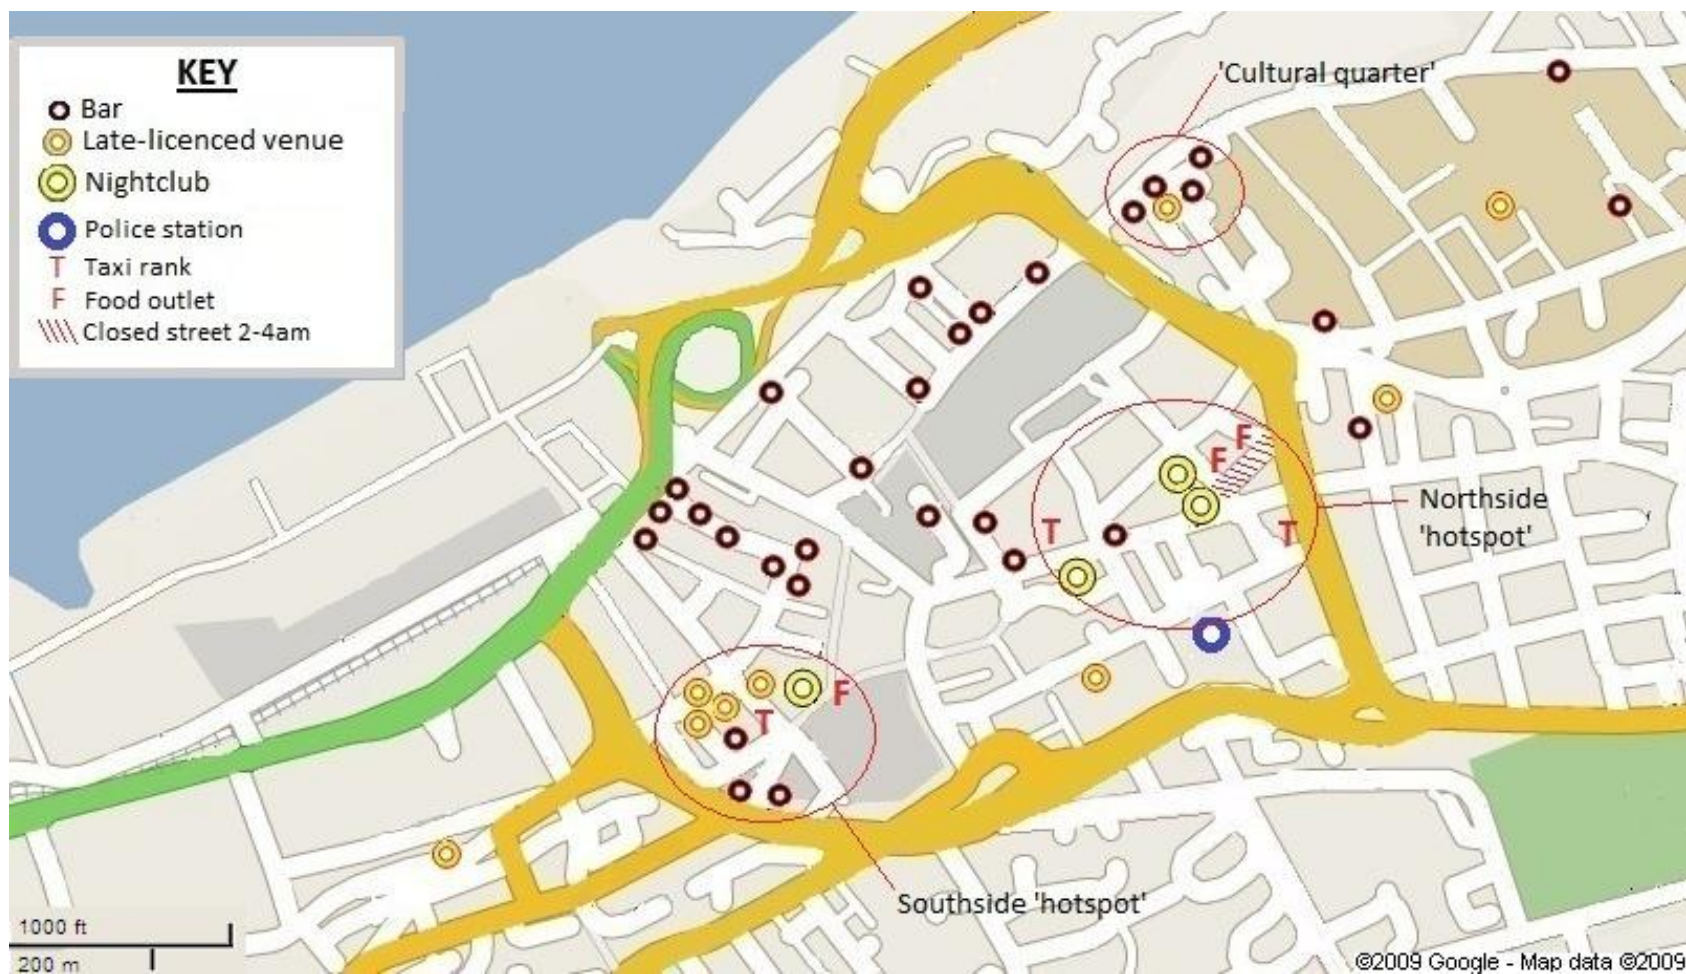 KEY
Bar
Late-licenced venue
Nightclub
Police station
T Taxi rank
F Food outlet
Closed street 2-4am
'Cultural quarter'
F
F
T
T
Northside
'hotspot'
F
T
Southside 'hotspot'
1000 ft
200 m
©2009 Google - Map data ©2009